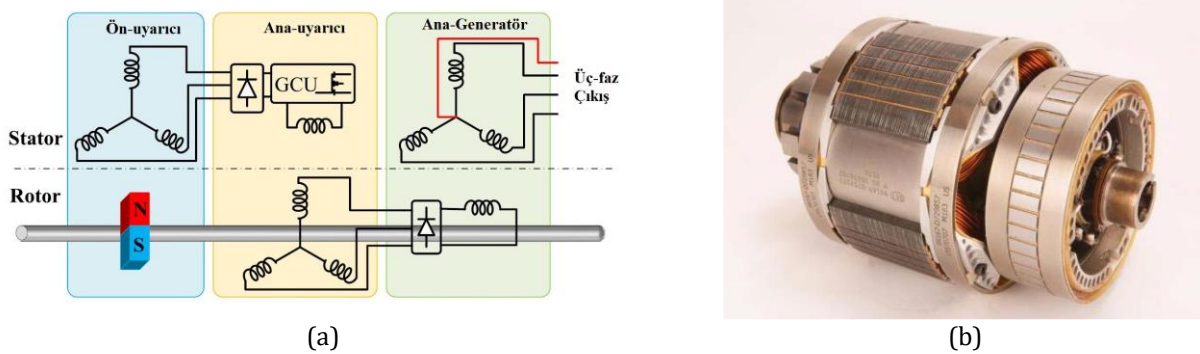 Ön-uyarıcı
Ana-uyarıcı
Ana-Generatör
GCU
Üç-faz
Çıkış
Stator
Rotor
N
S
(a)
(b)